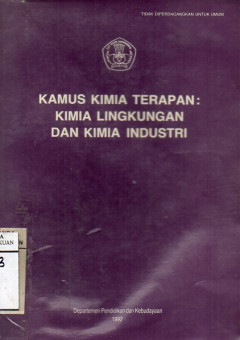 TIDAK DIPERDAGANGKAN UNTUK UMUM
KAMUS KIMIA TERAPAN:
KIMIA LINGKUNGAN
DAN KIMIA INDUSTRI
Departemen Pendidikan dan Kebudayaan